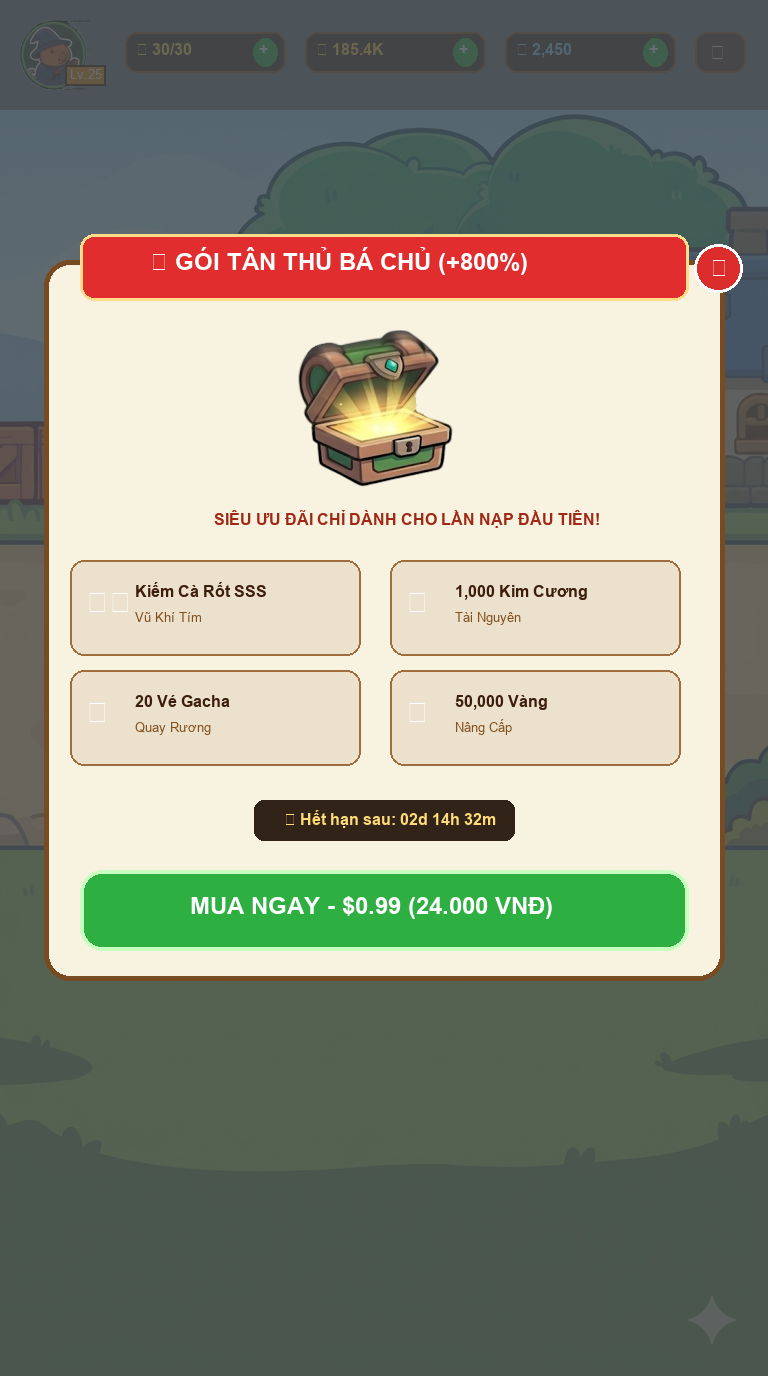 Lv.25
30/30 +
185.4K +
2,450 +
GÓI TÂN THỦ BÁ CHỦ (+800%)
SIÊU ƯU ĐÃI CHỈ DÀNH CHO LẦN NẠP ĐẦU TIÊN!
Kiếm Cà Rốt SSS
Vũ Khí Tím
1,000 Kim Cương
Tài Nguyên
20 Vé Gacha
Quay Rương
50,000 Vàng
Nâng Cấp
Hết hạn sau: 02d 14h 32m
MUA NGAY - $0.99 (24.000 VNĐ)